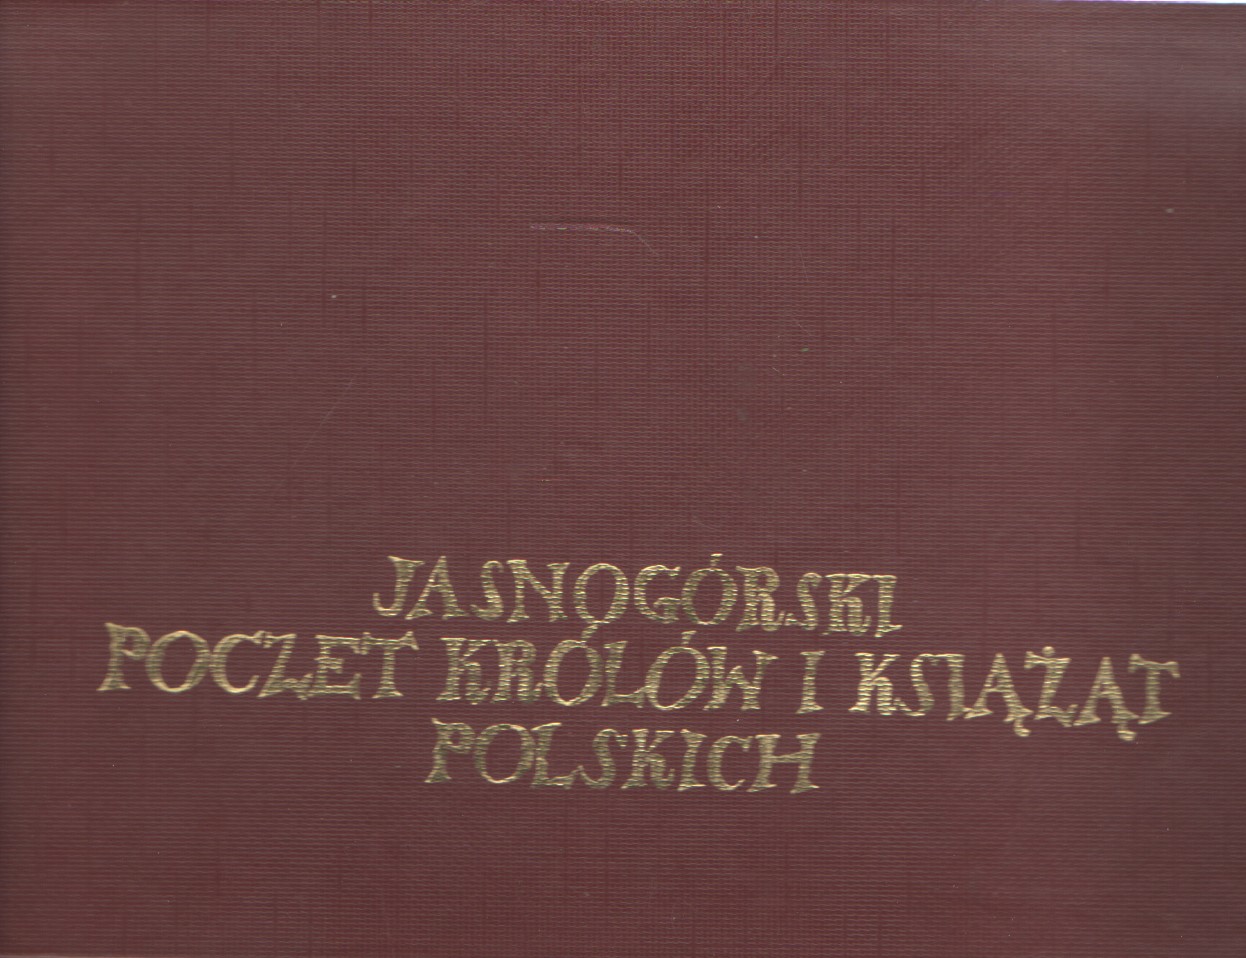 JASNOGÓRSKI
POCZET KRÓLÓW I KSIĄŻĄT
POLSKICH